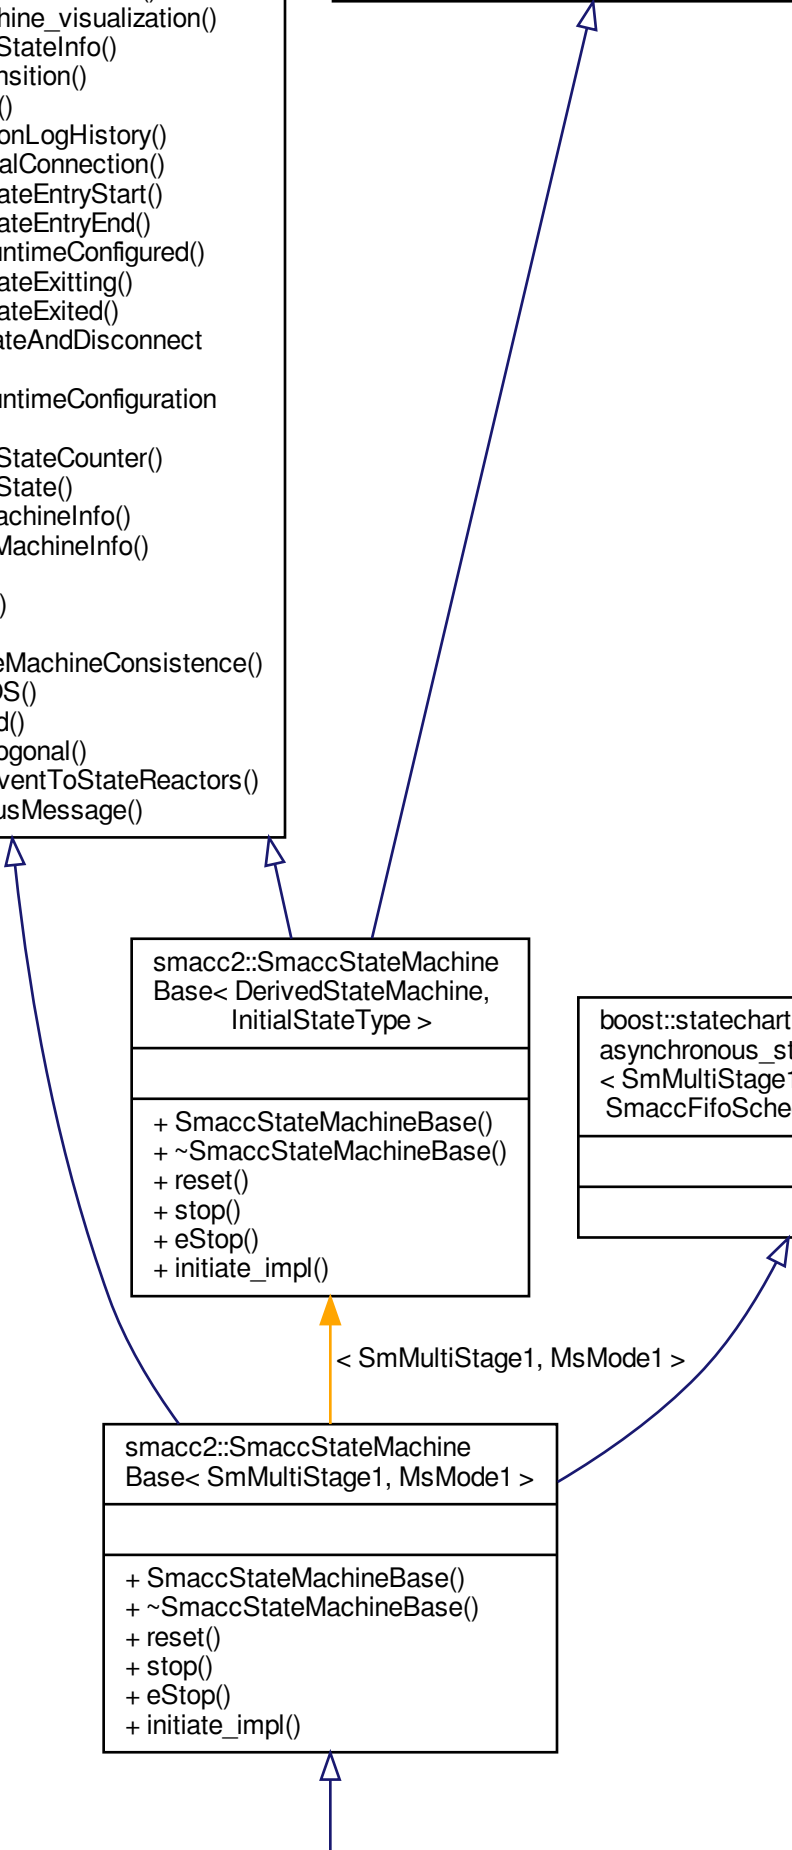 hine_visualization()
StateInfo()
nsition()
()
onLogHistory()
alConnection()
ateEntryStart()
ateEntryEnd()
untimeConfigured()
ateExitting()
ateExited()
ateAndDisconnect
untimeConfiguration
StateCounter()
State()
achineInfo()
MachineInfo()
)
eMachineConsistence()
OS()
d()
ogonal()
ventToStateReactors()
usMessage()
smacc2::SmaccStateMachine
Base< DerivedStateMachine,
InitialStateType >
+ SmaccStateMachineBase()
+ ~SmaccStateMachineBase()
+ reset()
+ stop()
+ eStop()
+ initiate_impl()
boost::statechart
asynchronous_st
< SmMultiStage1
SmaccFifoSche
< SmMultiStage1, MsMode1 >
smacc2::SmaccStateMachine
Base< SmMultiStage1, MsMode1 >
+ SmaccStateMachineBase()
+ ~SmaccStateMachineBase()
+ reset()
+ stop()
+ eStop()
+ initiate_impl()